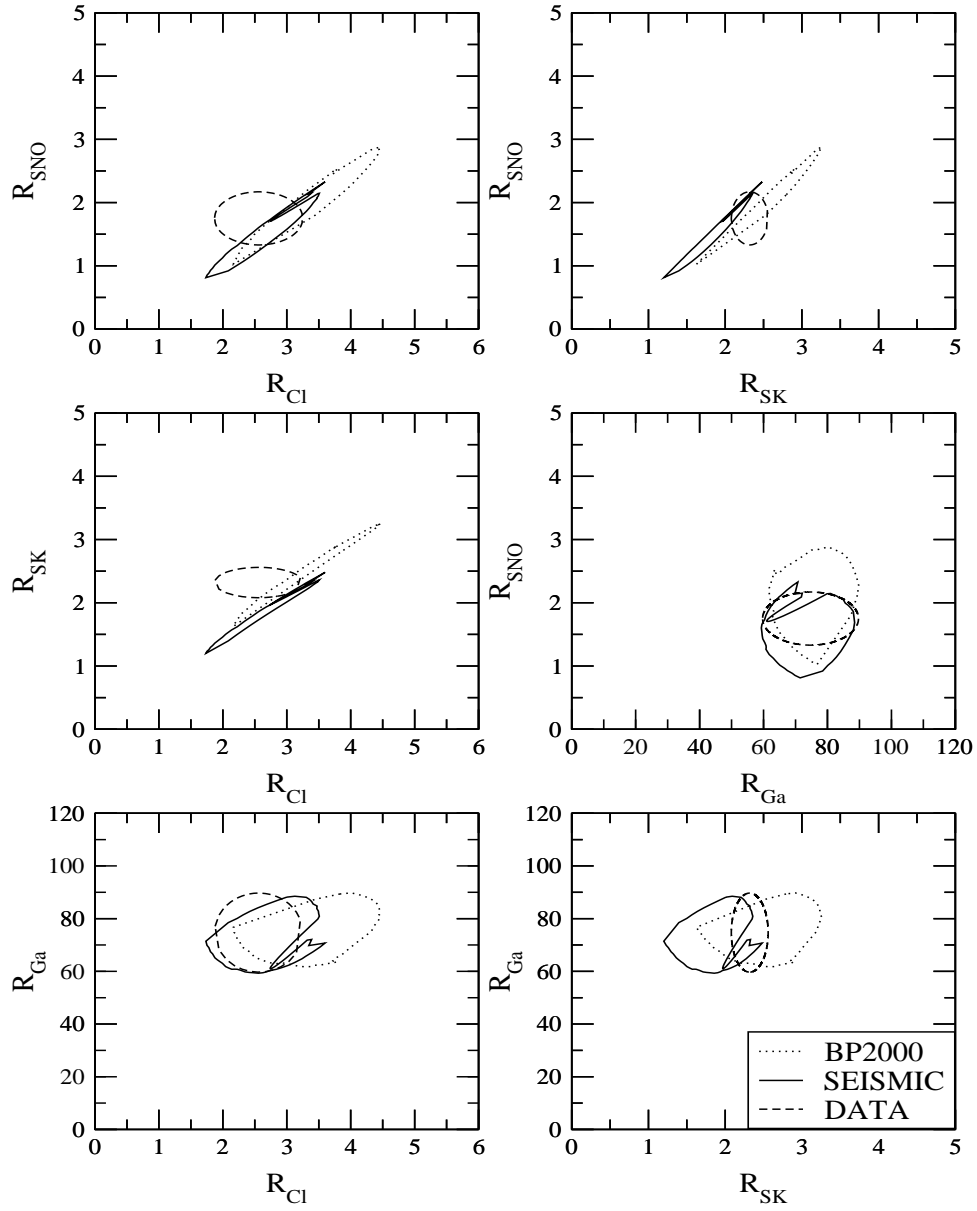 5 5
4 4
R_SNO 3 R_SNO 3
2 2
1 1
0 0
0 1 2 3 4 5 6 0 1 2 3 4 5
R_Cl R_SK
5 5
4 4
R_SK 3 R_SNO 3
2 2
1 1
0 0
0 1 2 3 4 5 6 0 20 40 60 80 100 120
R_Cl R_Ga
120 120
100 100
80 80
R_Ga 60 R_Ga 60
40 40
20 20
0 0
BP2000
SEISMIC
DATA
0 1 2 3 4 5 6 0 1 2 3 4 5
R_Cl R_SK